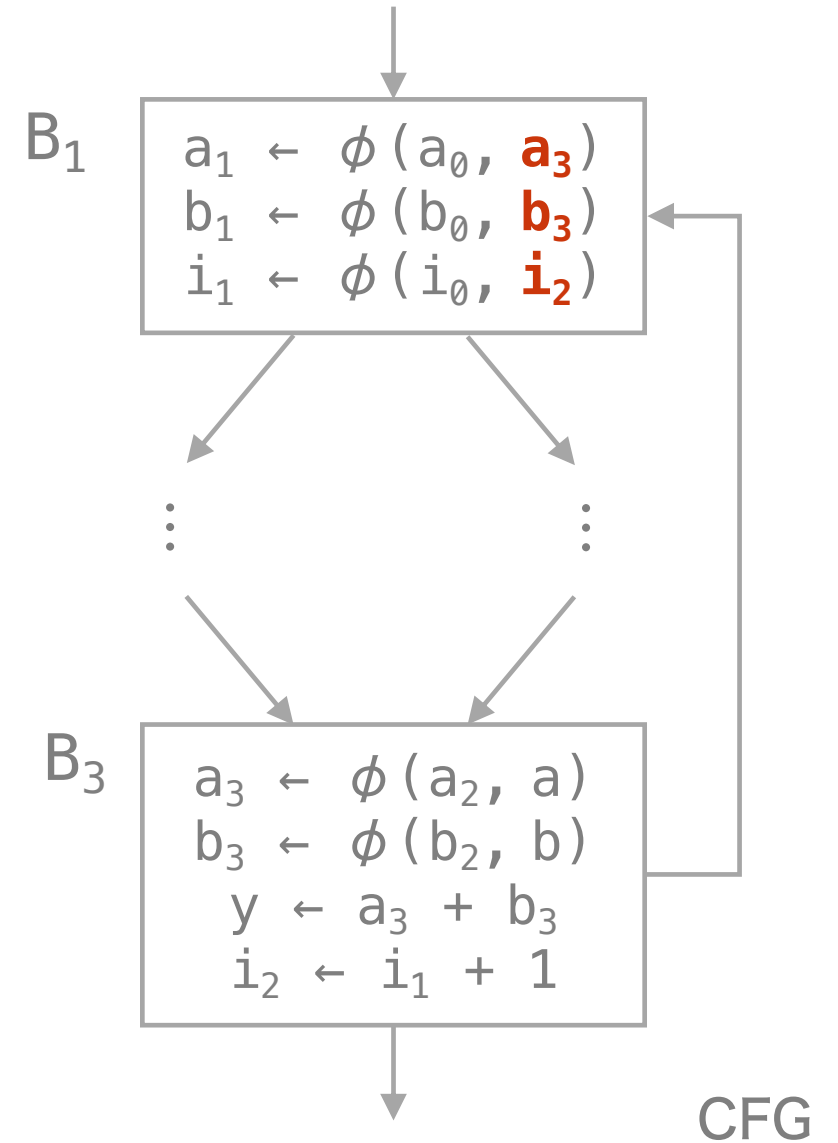 B₁
a₁ ← ϕ(a₀, a₃)
b₁ ← ϕ(b₀, b₃)
i₁ ← ϕ(i₀, i₂)
⋮ ⋮
B₃
a₃ ← ϕ(a₂, a)
b₃ ← ϕ(b₂, b)
y ← a₃ + b₃
i₂ ← i₁ + 1
CFG